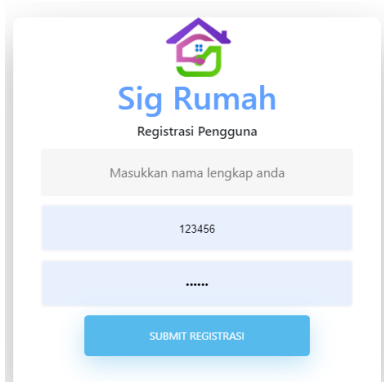 Sig Rumah
Registrasi Pengguna
Masukkan nama lengkap anda
123456
••••••
SUBMIT REGISTRASI